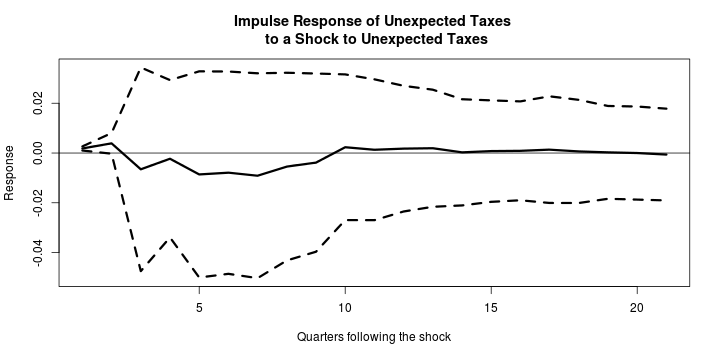 Impulse Response of Unexpected Taxes
to a Shock to Unexpected Taxes
Response
0.02
0.00
-0.02
-0.04
5
10
15
20
Quarters following the shock